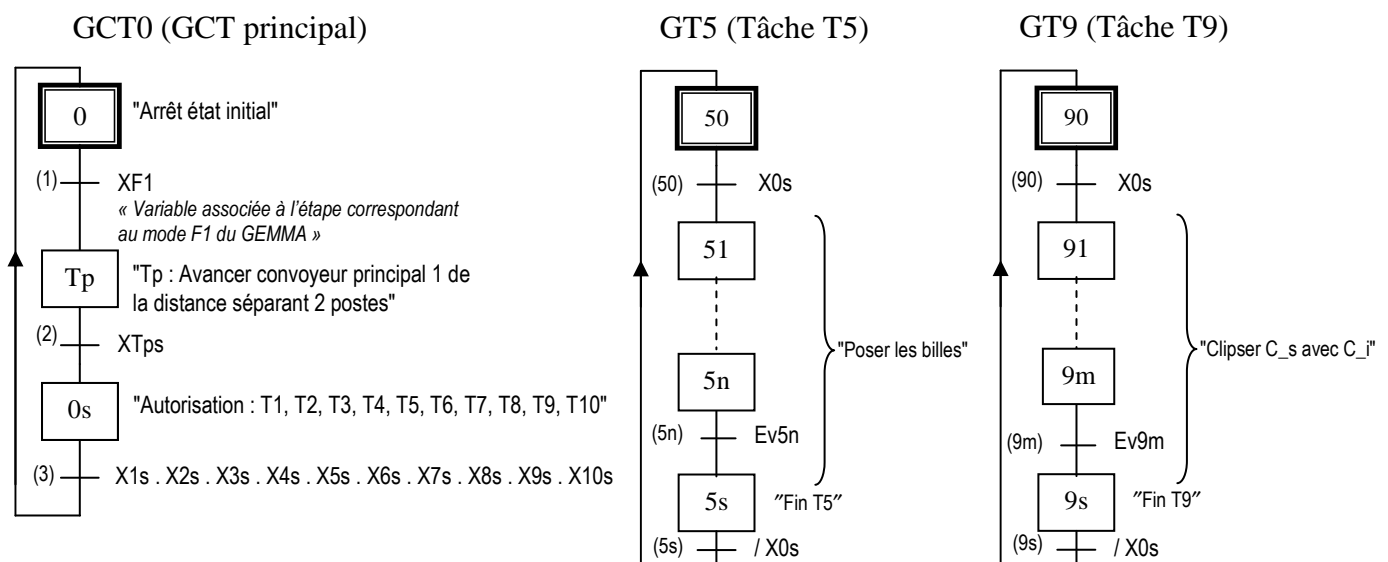 GCT0 (GCT principal)
0
"Arrêt état initial"
(1)
XF1
« Variable associée à l'étape correspondant
au mode F1 du GEMMA »
Tp
"Tp : Avancer convoyeur principal 1 de
la distance séparant 2 postes"
(2)
XTps
0s
"Autorisation : T1, T2, T3, T4, T5, T6, T7, T8, T9, T10"
(3)
X1s . X2s . X3s . X4s . X5s . X6s . X7s . X8s . X9s . X10s
GT5 (Tâche T5)
50
(50)
X0s
51
"Poser les billes"
5n
(5n)
Ev5n
5s
"Fin T5"
(5s)
/ X0s
GT9 (Tâche T9)
90
(90)
X0s
91
"Clipser C_s avec C_i"
9m
(9m)
Ev9m
9s
"Fin T9"
(9s)
/ X0s